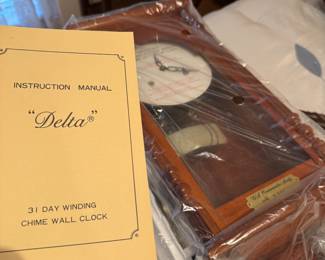 INSTRUCTION MANUAL
"Delta"®
31 DAY WINDING
CHIME WALL CLOCK